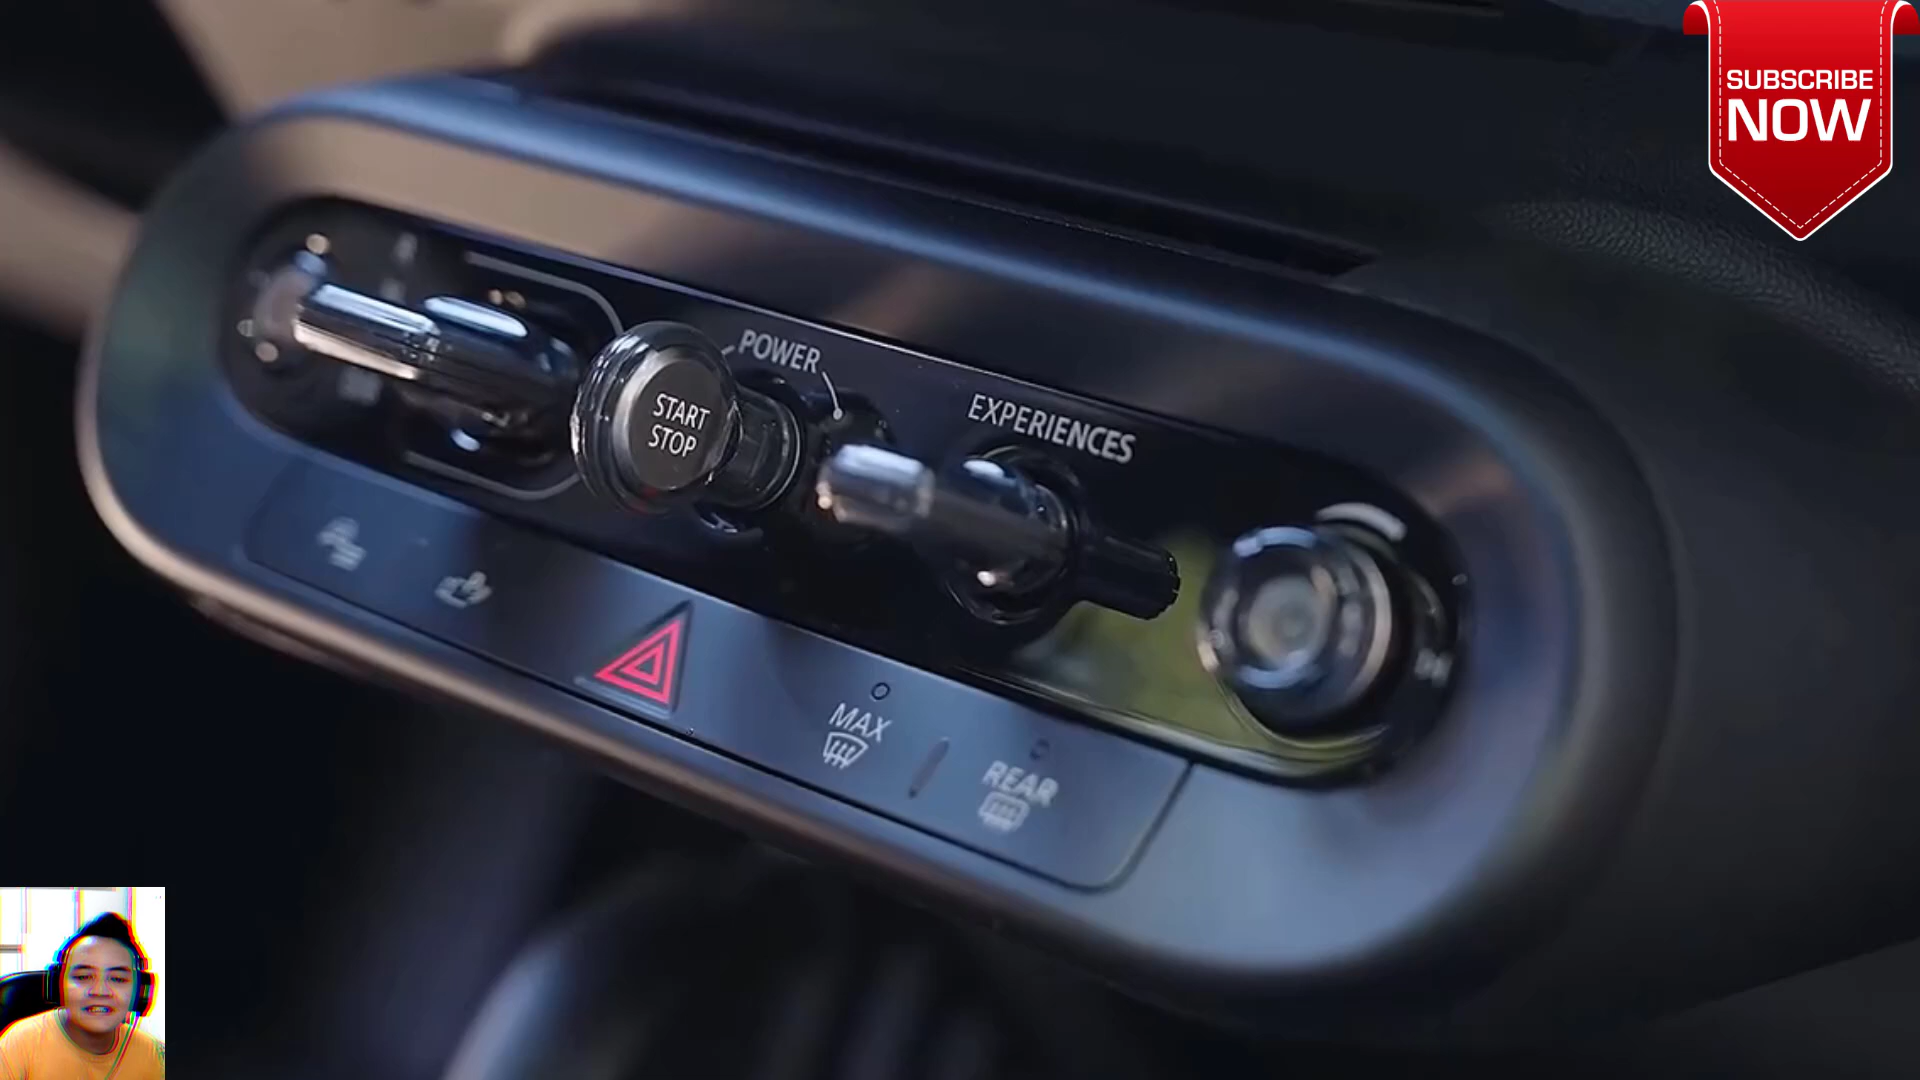 SUBSCRIBE
NOW
POWER
START
STOP
EXPERIENCES
MAX
REAR